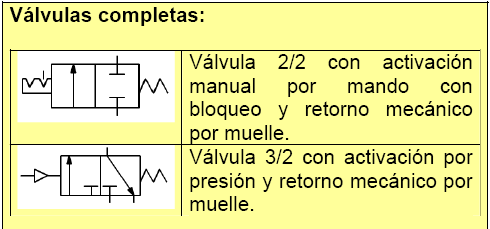 Válvulas completas:
Válvula 2/2 con activación
manual por mando con
bloqueo y retorno mecánico
por muelle.
Válvula 3/2 con activación por
presión y retorno mecánico por
muelle.